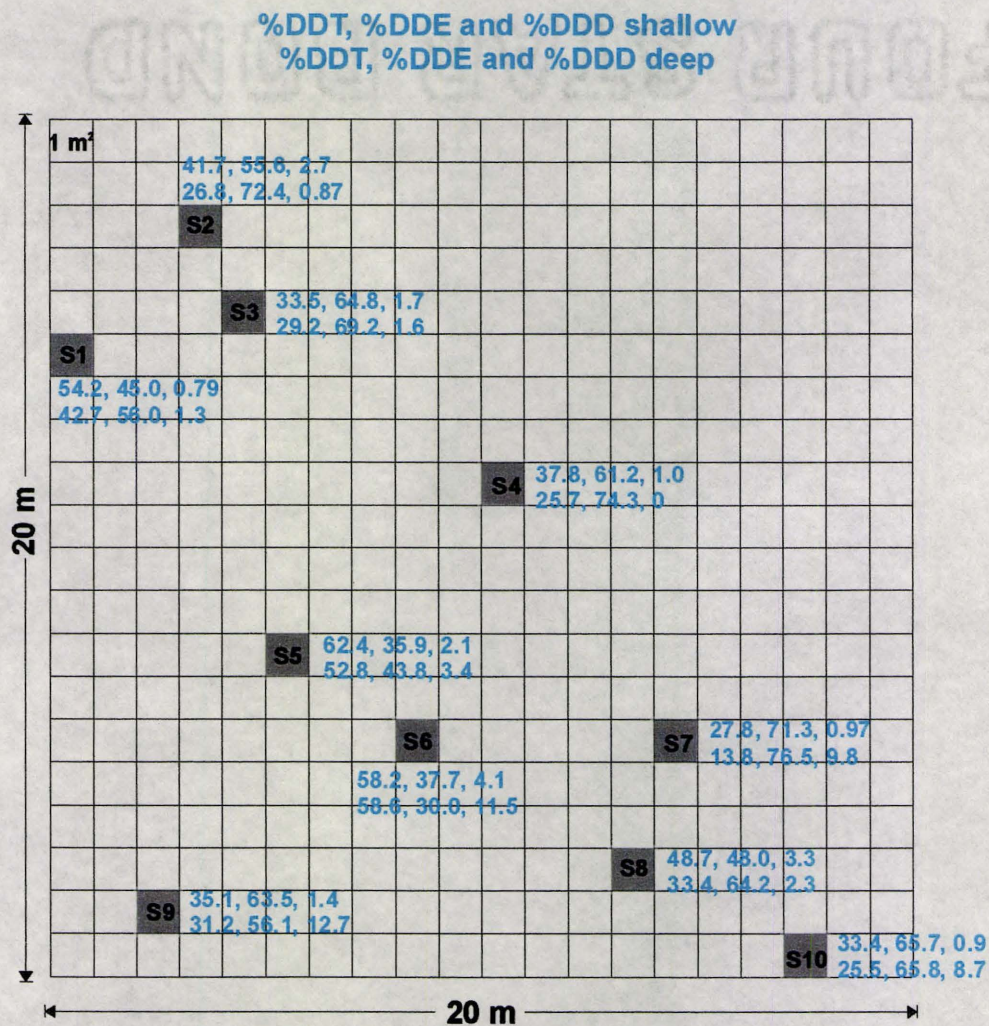 %DDT, %DDE and %DDD shallow
%DDT, %DDE and %DDD deep
1 m²
41.7, 55.6, 2.7
26.8, 72.4, 0.87
S2
S3
33.5, 64.8, 1.7
29.2, 69.2, 1.6
S1
54.2, 45.0, 0.79
42.7, 56.0, 1.3
S4
37.8, 61.2, 1.0
25.7, 74.3, 0
20 m
S5
62.4, 35.9, 2.1
52.8, 43.8, 3.4
S6
58.2, 37.7, 4.1
58.6, 30.0, 11.5
S7
27.8, 71.3, 0.97
13.8, 76.5, 9.8
S8
48.7, 48.0, 3.3
33.4, 64.2, 2.3
S9
35.1, 63.5, 1.4
31.2, 56.1, 12.7
S10
33.4, 65.7, 0.9
25.5, 65.8, 8.7
20 m